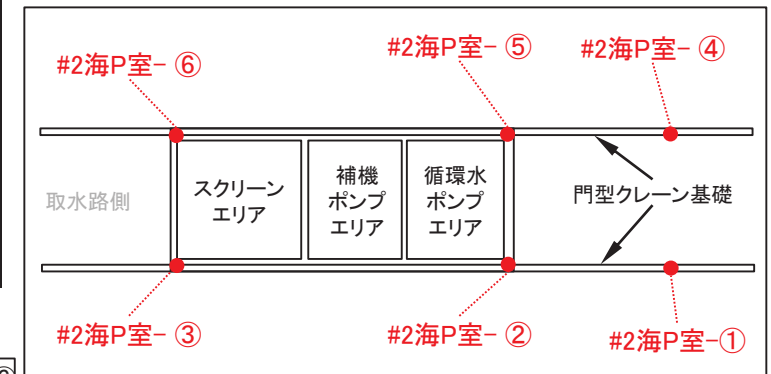 #2海P室- ⑥
#2海P室- ⑤
#2海P室- ④
取水路側
スクリーン
エリア
補機
ポンプ
エリア
循環水
ポンプ
エリア
門型クレーン基礎
#2海P室- ③
#2海P室- ②
#2海P室-①